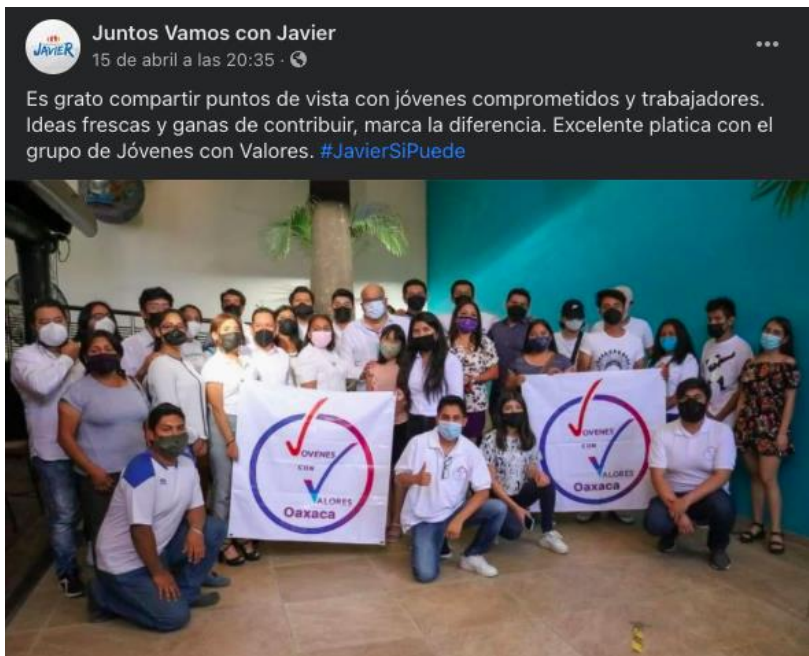 JAVIER
Juntos Vamos con Javier
15 de abril a las 20:35 ·
Es grato compartir puntos de vista con jóvenes comprometidos y trabajadores.
Ideas frescas y ganas de contribuir, marca la diferencia. Excelente platica con el
grupo de Jóvenes con Valores. #JavierSiPuede
JOVENES
CON
VALORES
Oaxaca
JOVENES
CON
VALORES
Oaxaca